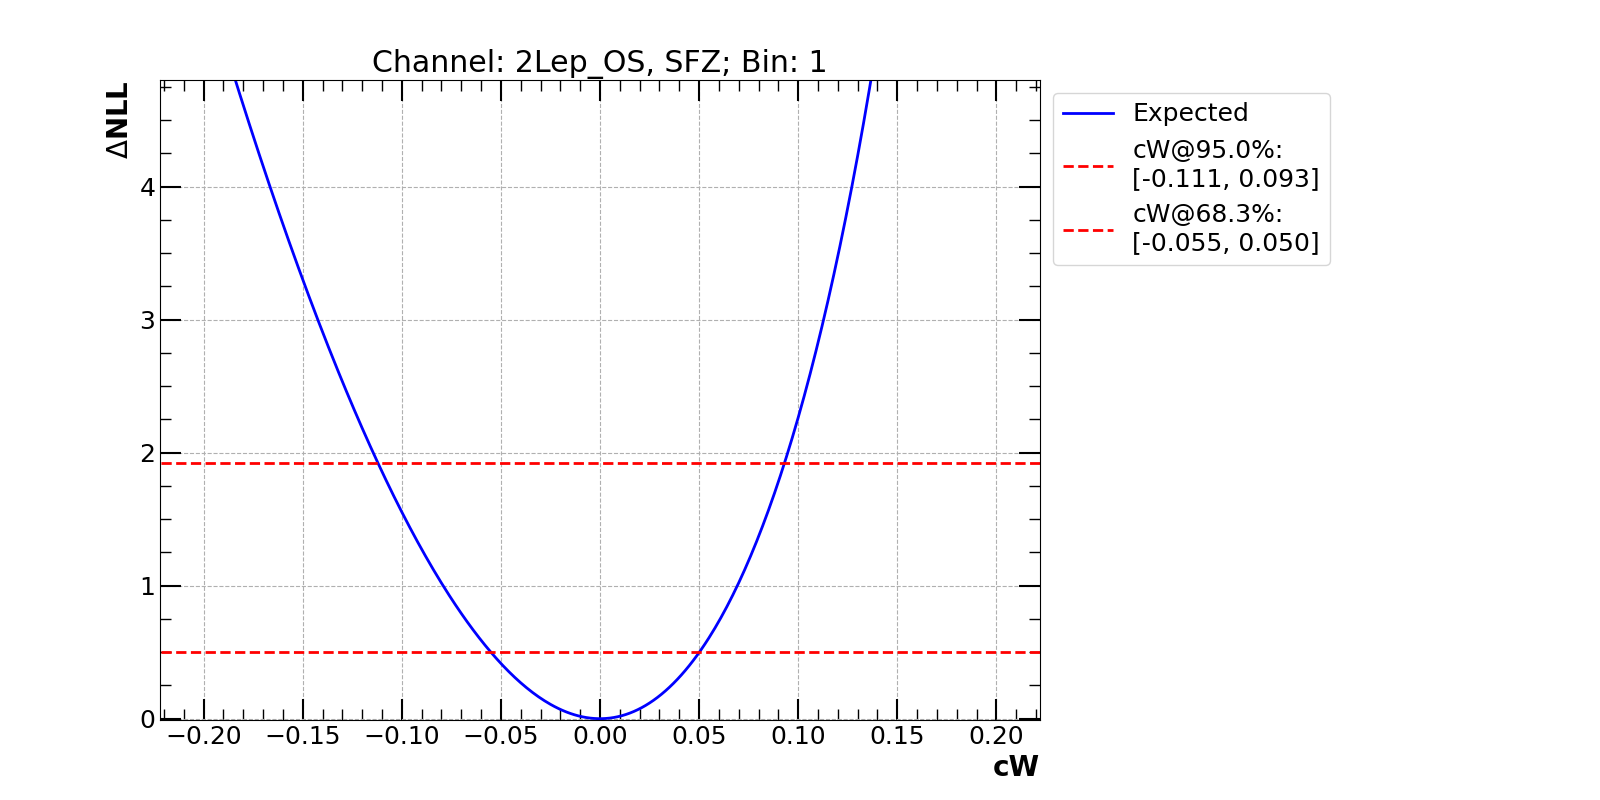 Channel: 2Lep_OS, SFZ; Bin: 1
ΔNLL
4
3
2
1
0
−0.20 −0.15 −0.10 −0.05 0.00 0.05 0.10 0.15 0.20
cW
Expected
cW@95.0%:
[-0.111, 0.093]
cW@68.3%:
[-0.055, 0.050]